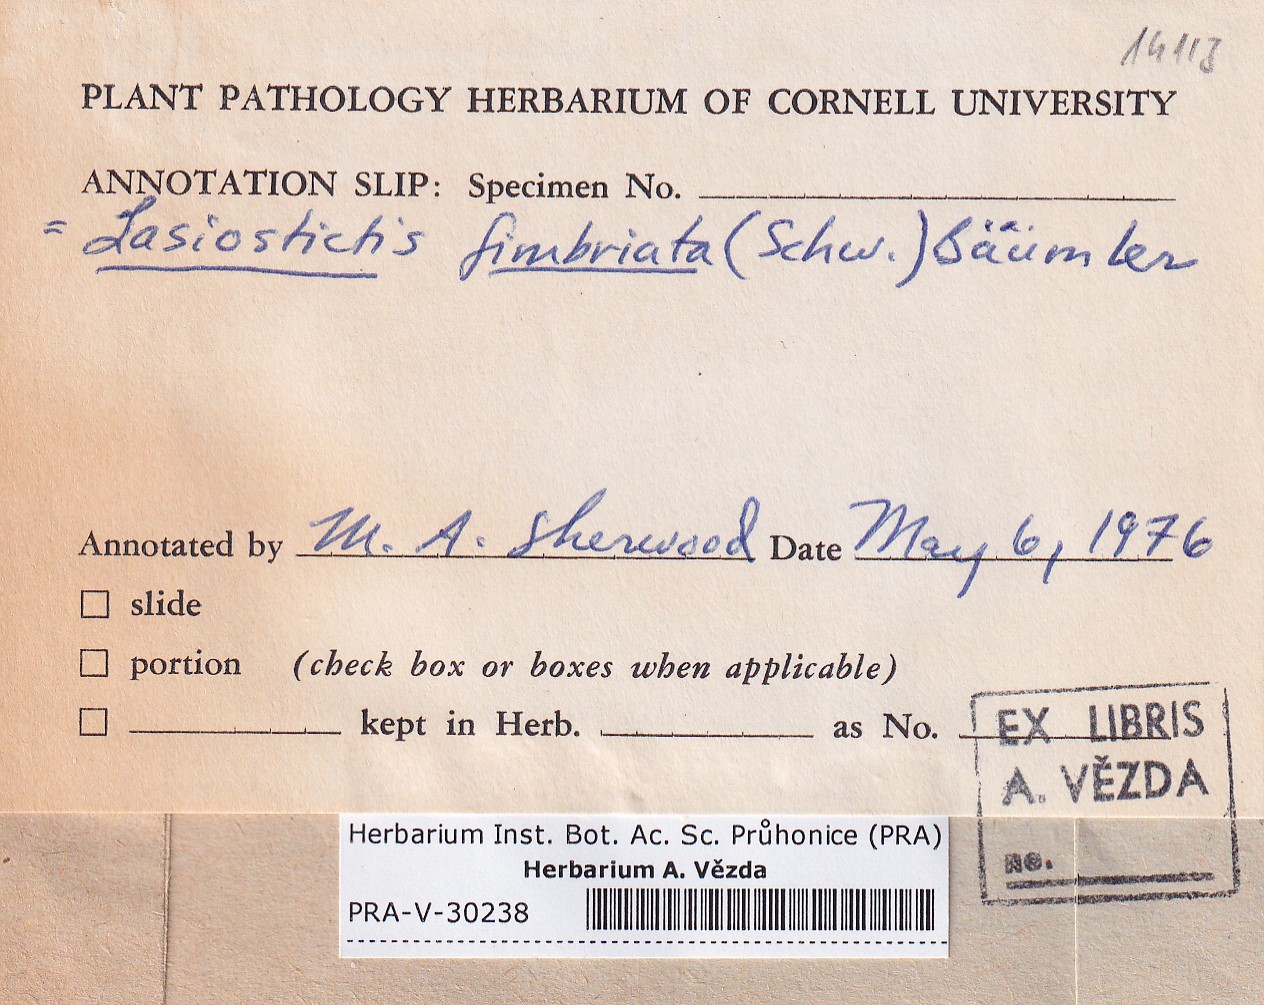 14113
PLANT PATHOLOGY HERBARIUM OF CORNELL UNIVERSITY
ANNOTATION SLIP: Specimen No.
= Lasiostictis fimbriata (Schw.) Bäümler
Annotated by M. A. Sherwood Date May 6, 1976
slide
portion (check box or boxes when applicable)
kept in Herb. as No.
EX LIBRIS
A. VĚZDA
no.
Herbarium Inst. Bot. Ac. Sc. Průhonice (PRA)
Herbarium A. Vězda
PRA-V-30238